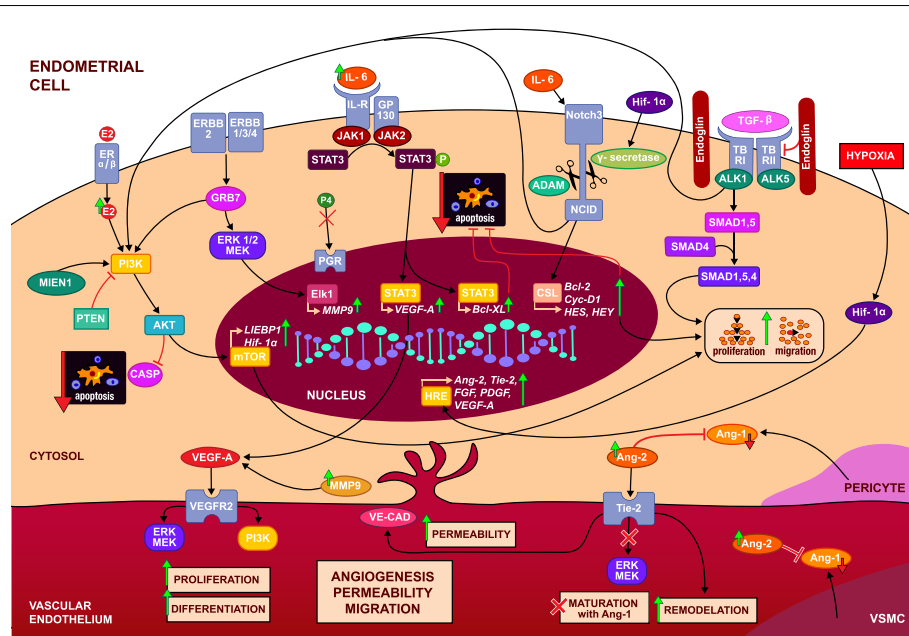 ENDOMETRIAL
CELL
E2
ER
α / β
E2
ERBB
2
ERBB
1/3/4
GRB7
ERK 1/2
MEK
IL- 6
IL-R
GP
130
JAK1
JAK2
STAT3
STAT3
P
P4
PGR
apoptosis
IL- 6
Notch3
Hif- 1α
γ- secretase
ADAM
NCID
Endoglin
TGF- β
TB
RI
TB
RII
ALK1
ALK5
Endoglin
HYPOXIA
SMAD1,5
SMAD4
SMAD1,5,4
MIEN1
PI3K
PTEN
AKT
CASP
apoptosis
Elk1
MMP9
STAT3
VEGF-A
STAT3
Bcl-XL
CSL
Bcl-2
Cyc-D1
HES, HEY
LIEBP1
Hif- 1α
mTOR
NUCLEUS
HRE
Ang-2, Tie-2,
FGF, PDGF,
VEGF-A
proliferation
migration
Hif- 1α
CYTOSOL
VEGF-A
MMP9
VEGFR2
ERK
MEK
PI3K
PROLIFERATION
DIFFERENTIATION
VASCULAR
ENDOTHELIUM
VE-CAD
PERMEABILITY
ANGIOGENESIS
PERMEABILITY
MIGRATION
Ang-2
Ang-1
Tie-2
ERK
MEK
MATURATION
with Ang-1
REMODELATION
PERICYTE
Ang-2
Ang-1
VSMC